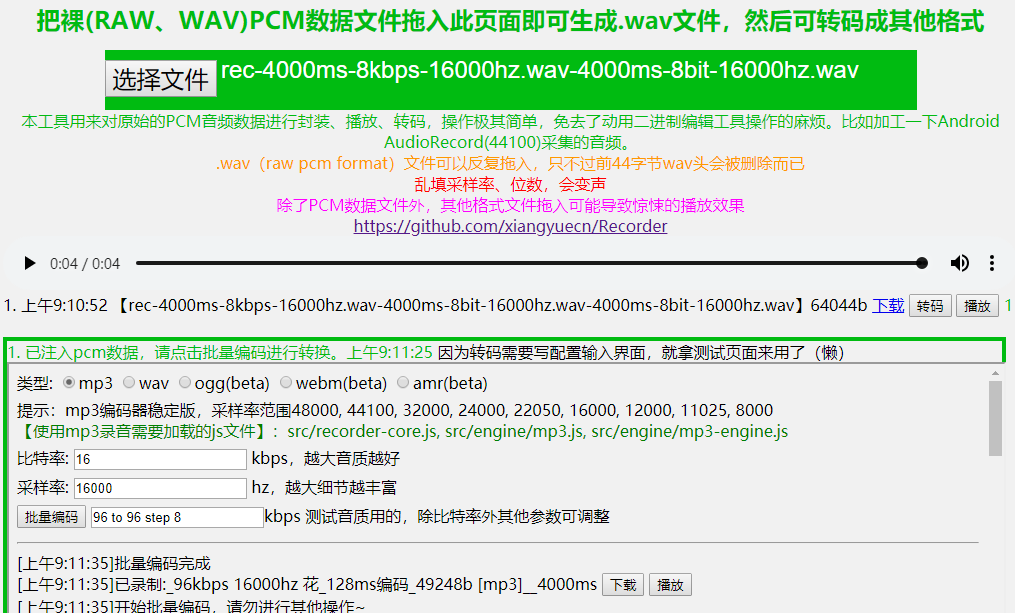 把裸(RAW、WAV)PCM数据文件拖入此页面即可生成.wav文件，然后可转码成其他格式
选择文件 rec-4000ms-8kbps-16000hz.wav-4000ms-8bit-16000hz.wav
本工具用来对原始的PCM音频数据进行封装、播放、转码，操作极其简单，免去了动用二进制编辑工具操作的麻烦。比如加工一下Android
AudioRecord(44100)采集的音频。
.wav（raw pcm format）文件可以反复拖入，只不过前44字节wav头会被删除而已
乱填采样率、位数，会变声
除了PCM数据文件外，其他格式文件拖入可能导致惊悚的播放效果
https://github.com/xiangyuecn/Recorder
0:04 / 0:04
1. 上午9:10:52 【rec-4000ms-8kbps-16000hz.wav-4000ms-8bit-16000hz.wav-4000ms-8bit-16000hz.wav】64044b 下载 转码 播放 1
1. 已注入pcm数据，请点击批量编码进行转换。上午9:11:25 因为转码需要写配置输入界面，就拿测试页面来用了（懒）
类型: mp3 wav ogg(beta) webm(beta) amr(beta)
提示：mp3编码器稳定版，采样率范围48000, 44100, 32000, 24000, 22050, 16000, 12000, 11025, 8000
【使用mp3录音需要加载的js文件】：src/recorder-core.js, src/engine/mp3.js, src/engine/mp3-engine.js
比特率: 16 kbps，越大音质越好
采样率: 16000 hz，越大细节越丰富
批量编码 96 to 96 step 8 kbps 测试音质用的，除比特率外其他参数可调整
[上午9:11:35]批量编码完成
[上午9:11:35]已录制:_96kbps 16000hz 花_128ms编码_49248b [mp3]__4000ms 下载 播放
[上午9:11:35]开始批量编码，请勿进行其他操作~